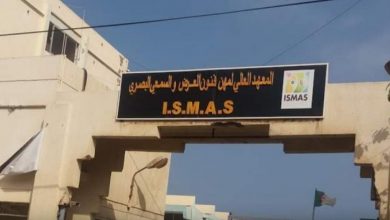 المعهد العالي لمهن فنون العرض والسمعي البصري
I.S.M.A.S
ISMAS